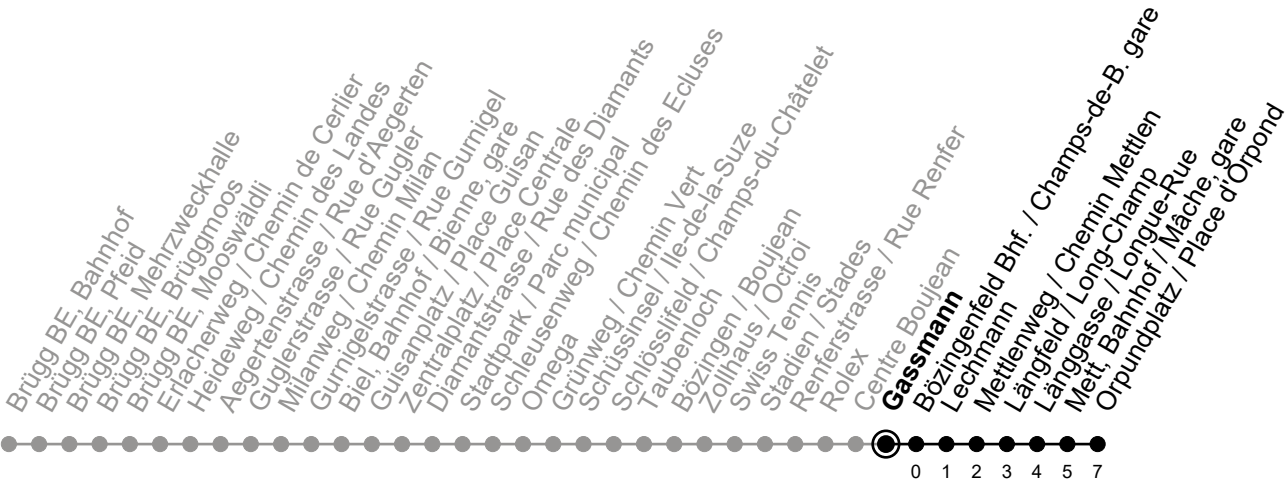 Brügg BE, Bahnhof
Brügg BE, Pfeid
Brügg BE, Mehrzweckhalle
Brügg BE, Brüggmoos
Brügg BE, Mooswäldli
Erlacherweg / Chemin de Cerlier
Heideweg / Chemin des Landes
Aegertenstrasse / Rue d'Aegerten
Guglerstrasse / Rue Gugler
Milanweg / Chemin Milan
Gurnigelstrasse / Rue Gurnigel
Biel, Bahnhof / Bienne, gare
Guisanplatz / Place Guisan
Zentralplatz / Place Centrale
Diamantstrasse / Rue des Diamants
Stadtpark / Parc municipal
Schleusenweg / Chemin des Ecluses
Omega
Grünweg / Chemin Vert
Schüssinsel / Ile-de-la-Suze
Schlösslifeld / Champs-du-Châtelet
Taubenloch
Bözingen / Boujean
Zollhaus / Octroi
Swiss Tennis
Stadien / Stades
Renferstrasse / Rue Renfer
Rolex
Centre Boujean
Gassmann
Bözingenfeld Bhf. / Champs-de-B. gare
Lechmann
Mettlenweg / Chemin Mettlen
Längfeld / Long-Champ
Länggasse / Longue-Rue
Mett, Bahnhof / Mâche, gare
Orpundplatz / Place d'Orpond
0 1 2 3 4 5 7